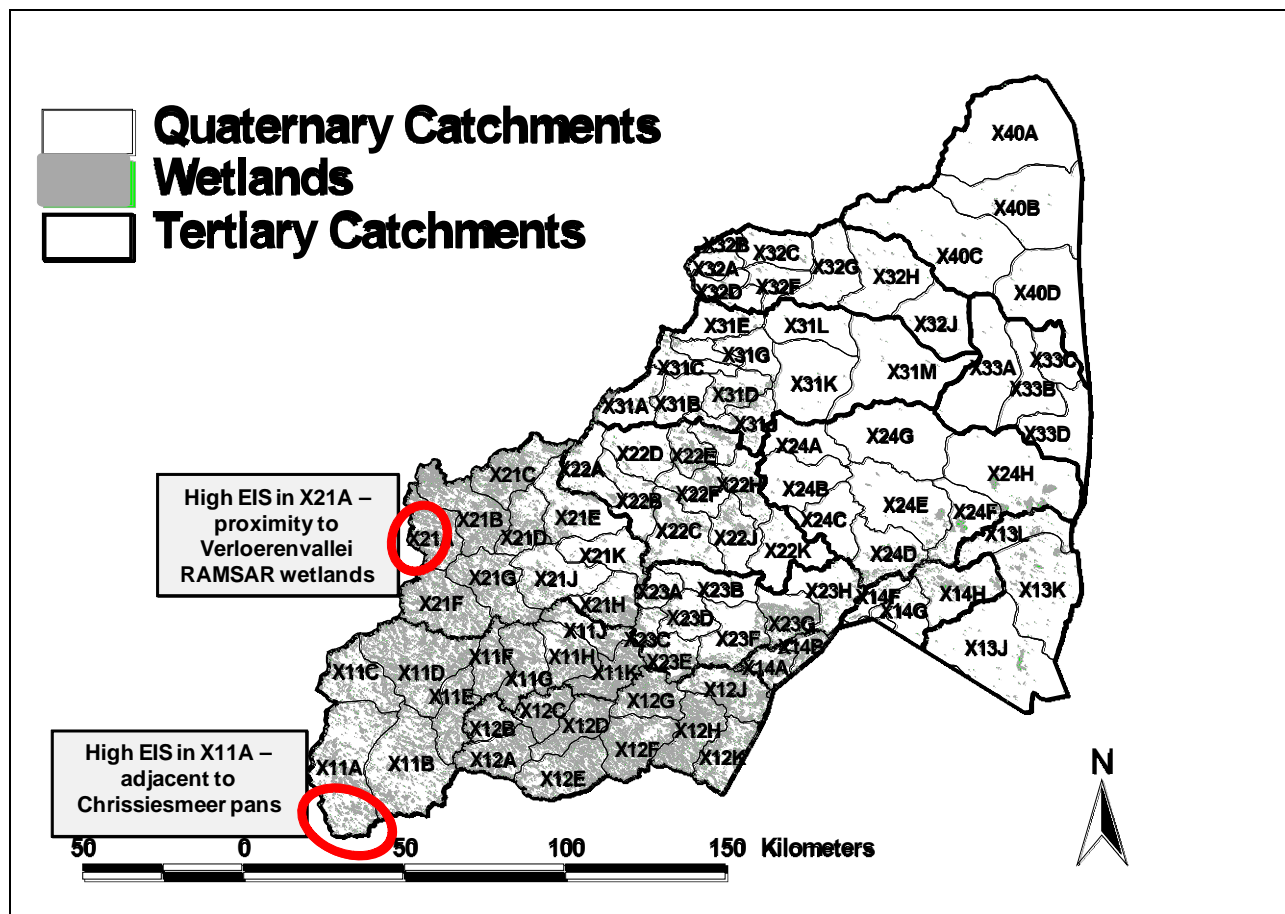 Quaternary Catchments
Wetlands
Tertiary Catchments
X40A
X40B
X40C
X40D
X32B
X32C
X32A
X32G
X32H
X32D
X32F
X32J
X31E
X31L
X33A
X33C
X31G
X31C
X31K
X31M
X33B
X31D
X31A
X31B
X31J
X33D
X24A
X24G
X22D
X22E
X21C
X22A
X24H
X22H
X22F
X24B
X22B
X24E
X24F
X21B
X21E
X24C
X22C
X22J
X21D
X13L
X21A
X22K
X24D
X21K
X21G
X21J
X23A
X23B
X23H
X13K
X14F
X14H
X21F
X21H
X23D
X14G
X23G
X11J
X23C
X23F
X14B
X13J
X11F
X11H
X23E
X14A
X11C
X11D
X11G
X11K
X11E
X12G
X12J
X12C
X12D
X12B
X12H
X12F
X11A
X11B
X12A
X12K
X12E
High EIS in X21A –
proximity to
Verloerenvallei
RAMSAR wetlands
High EIS in X11A –
adjacent to
Chrissiesmeer pans
N
50 0 50 100 150 Kilometers